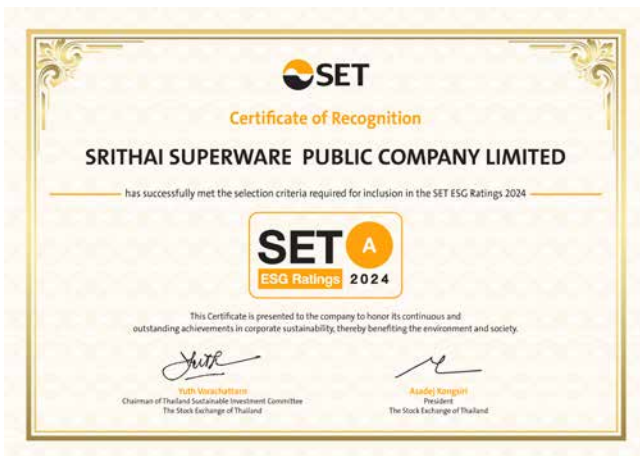 SET
Certificate of Recognition
SRITHAI SUPERWARE PUBLIC COMPANY LIMITED
has successfully met the selection criteria required for inclusion in the SET ESG Ratings 2024
SET A
ESG Ratings 2024
This Certificate is presented to the company to honor its continuous and
outstanding achievements in corporate sustainability, thereby benefiting the environment and society.
Yuth
Yuth Vorachattarn
Chairman of Thailand Sustainable Investment Committee
The Stock Exchange of Thailand
Asadej Kongsiri
President
The Stock Exchange of Thailand